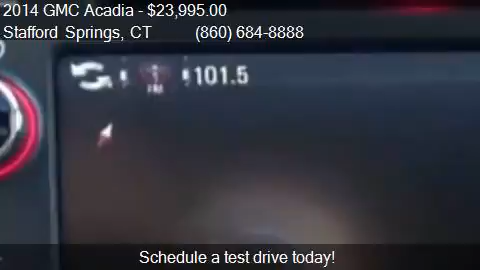 2014 GMC Acadia - $23,995.00
Stafford Springs, CT (860) 684-8888
FM 101.5
Schedule a test drive today!